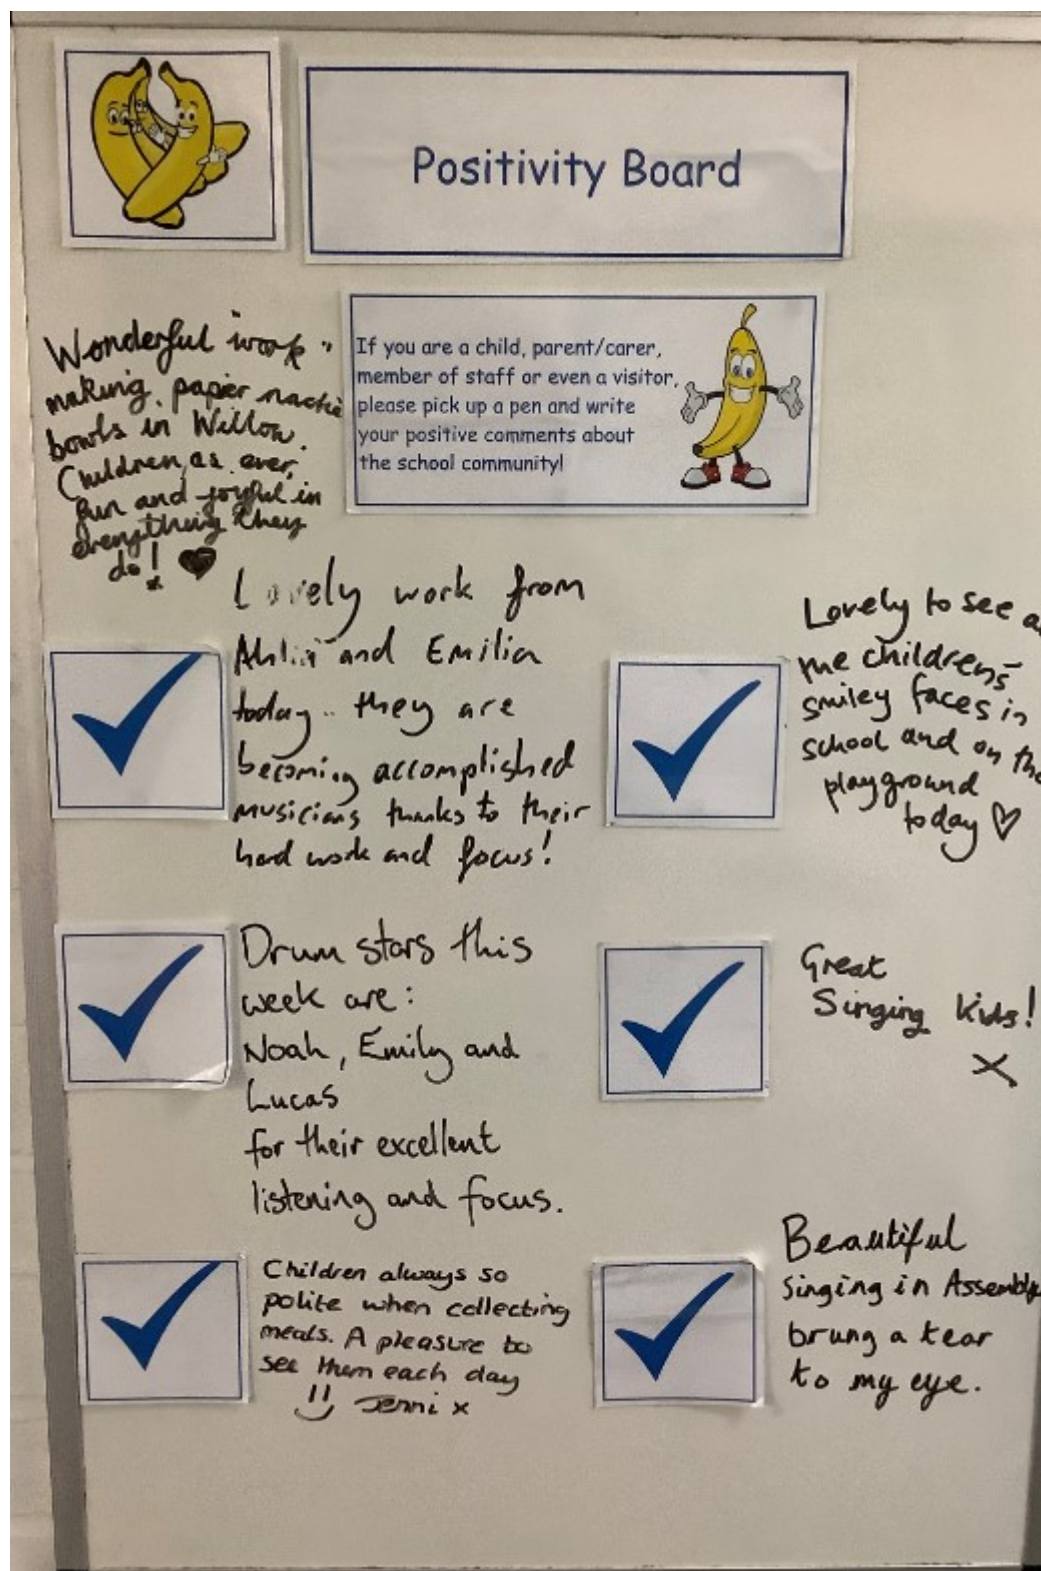 Positivity Board
If you are a child, parent/carer,
member of staff or even a visitor,
please pick up a pen and write
your positive comments about
the school community!
Wonderful work
making papier machie
bowls in Willow.
Children, as ever,
fun and joyful in
everything they
do!
Lovely work from
and Emilia
today.. they are
becoming accomplished
musicians thanks to their
hard work and focus!
Lovely to see
the childrens
smiley faces in
school and on the
playground
today ♡
Drum stars this
week are:
Noah, Emily and
Lucas
for their excellent
listening and focus.
Great
Singing Kids!
x
Children always so
polite when collecting
meals. A pleasure to
see them each day
Jenni x
Beautiful
singing in Assembly
brung a tear
to my eye.